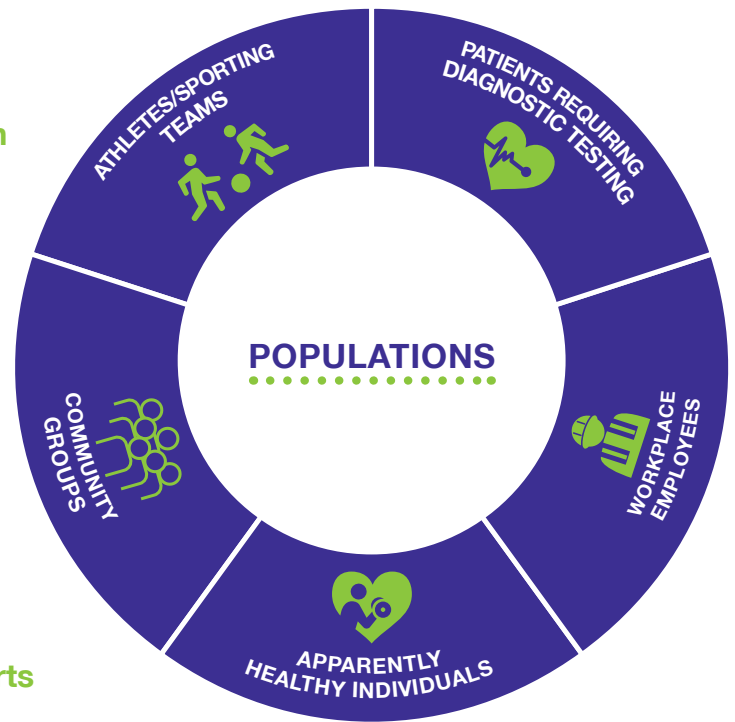 ATHLETES/SPORTING
TEAMS
PATIENTS REQUIRING
DIAGNOSTIC TESTING
POPULATIONS
COMMUNITY
GROUPS
WORKPLACE
EMPLOYEES
APPARENTLY
HEALTHY INDIVIDUALS